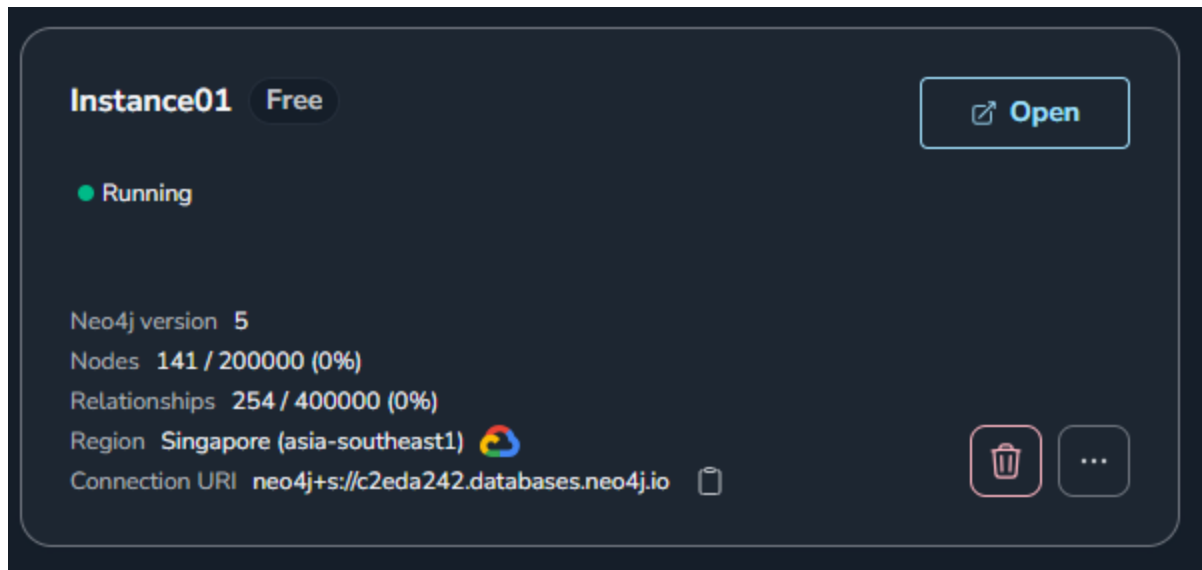 Instance01 Free
Open
Running
Neo4j version 5
Nodes 141 / 200000 (0%)
Relationships 254 / 400000 (0%)
Region Singapore (asia-southeast1)
Connection URI neo4j+s://c2eda242.databases.neo4j.io
...